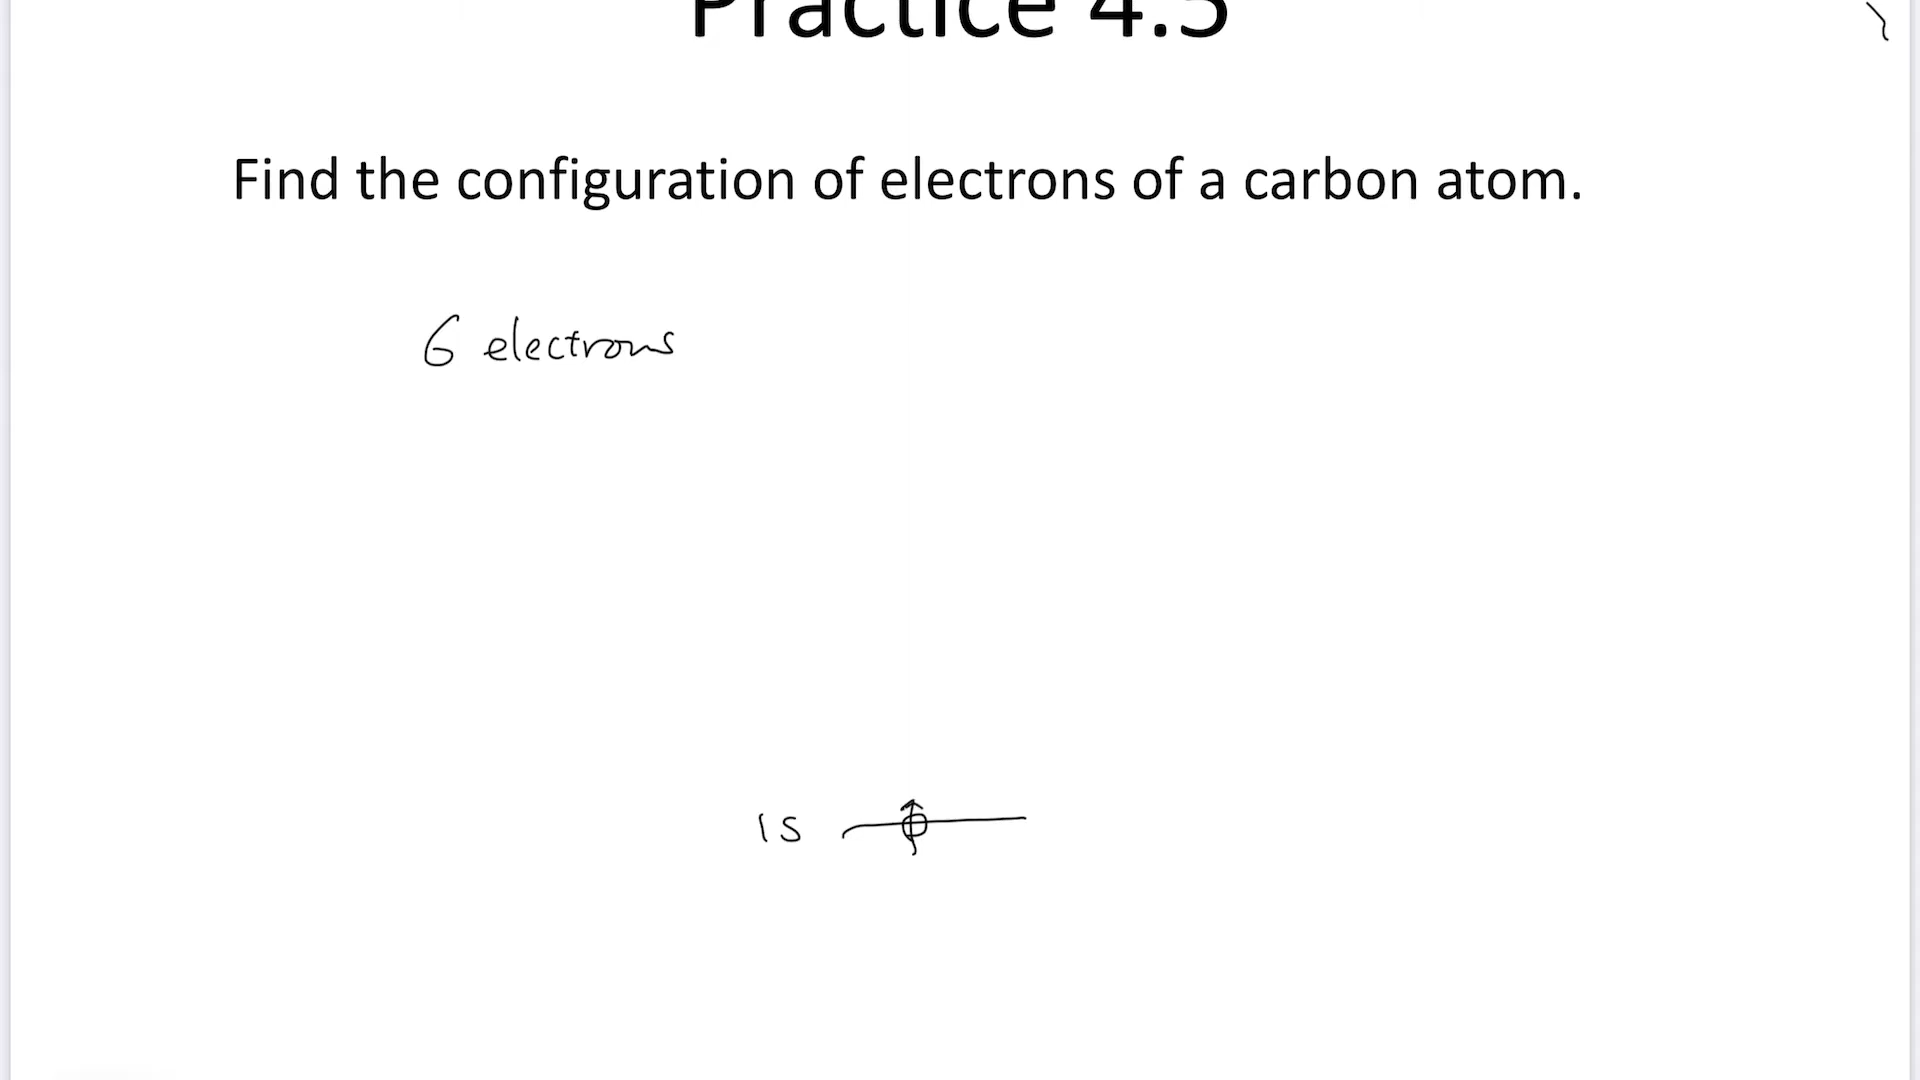 Practice 4.5
Find the configuration of electrons of a carbon atom.
6 electrons
1s